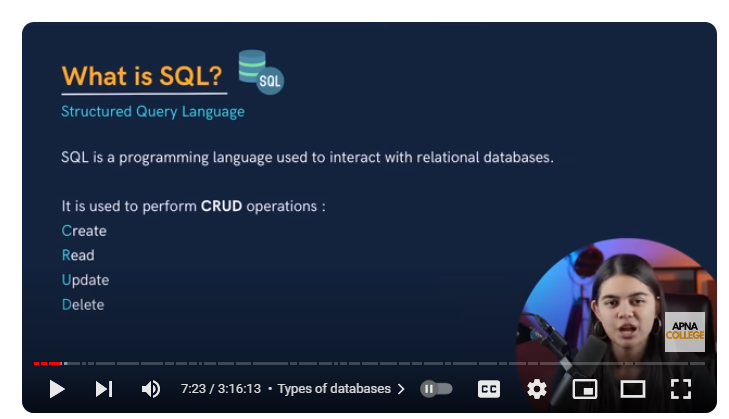 What is SQL?
SQL
Structured Query Language
SQL is a programming language used to interact with relational databases.
It is used to perform CRUD operations :
Create
Read
Update
Delete
APNA
COLLEGE
7:23 / 3:16:13 • Types of databases
CC